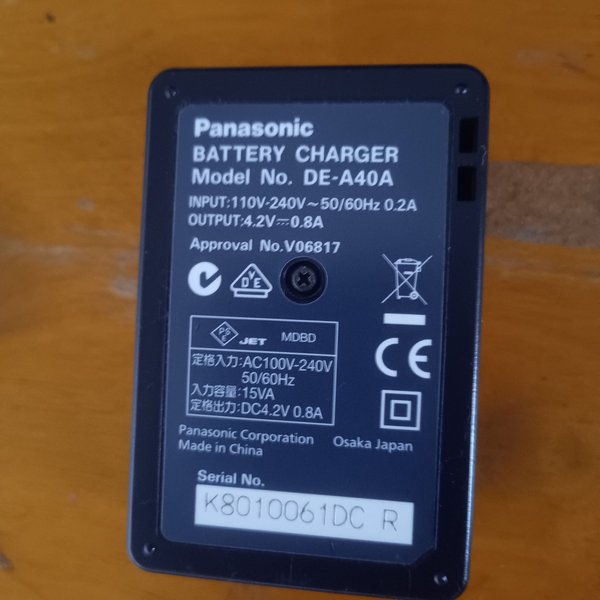 Panasonic
BATTERY CHARGER
Model No. DE-A40A
INPUT:110V-240V~50/60Hz 0.2A
OUTPUT:4.2V⎓0.8A
Approval No.V06817
D V E
PS E JET MDBD
定格入力:AC100V-240V
50/60Hz
入力容量:15VA
定格出力:DC4.2V 0.8A
CE
Panasonic Corporation Osaka Japan
Made in China
Serial No.
K8010061DC R